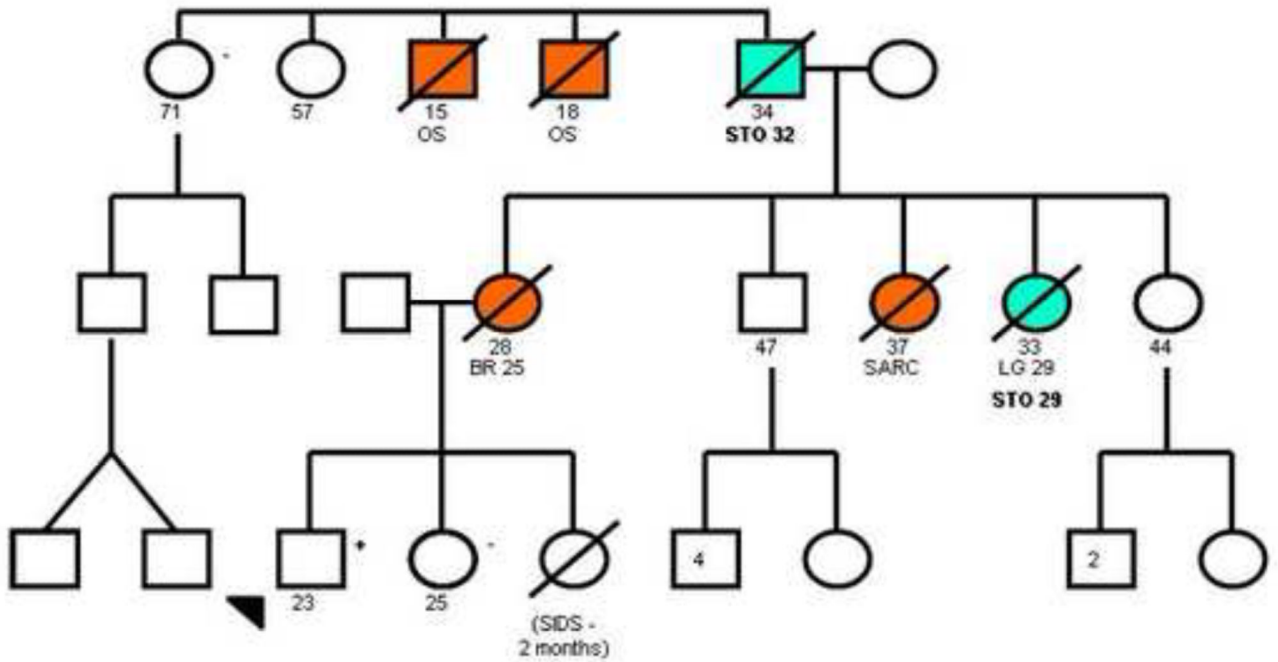 -
71
57
15
OS
18
OS
34
STO 32
28
BR 25
47
37
SARC
33
LG 29
STO 29
44
+
-
4
2
23
25
(SIDS -
2 months)